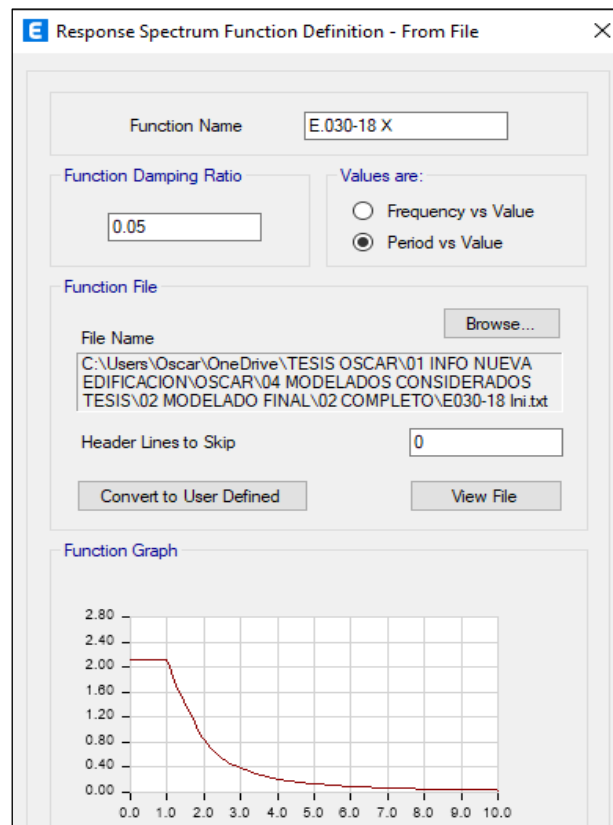 E Response Spectrum Function Definition - From File
Function Name
E.030-18 X
Function Damping Ratio
0.05
Values are:
Frequency vs Value
Period vs Value
Function File
Browse...
File Name
C:\Users\Oscar\OneDrive\TESIS OSCAR\01 INFO NUEVA
EDIFICACION\OSCAR\04 MODELADOS CONSIDERADOS
TESIS\02 MODELADO FINAL\02 COMPLETO\E030-18 Ini.txt
Header Lines to Skip
0
Convert to User Defined
View File
Function Graph
2.80
2.40
2.00
1.60
1.20
0.80
0.40
0.00
0.0 1.0 2.0 3.0 4.0 5.0 6.0 7.0 8.0 9.0 10.0